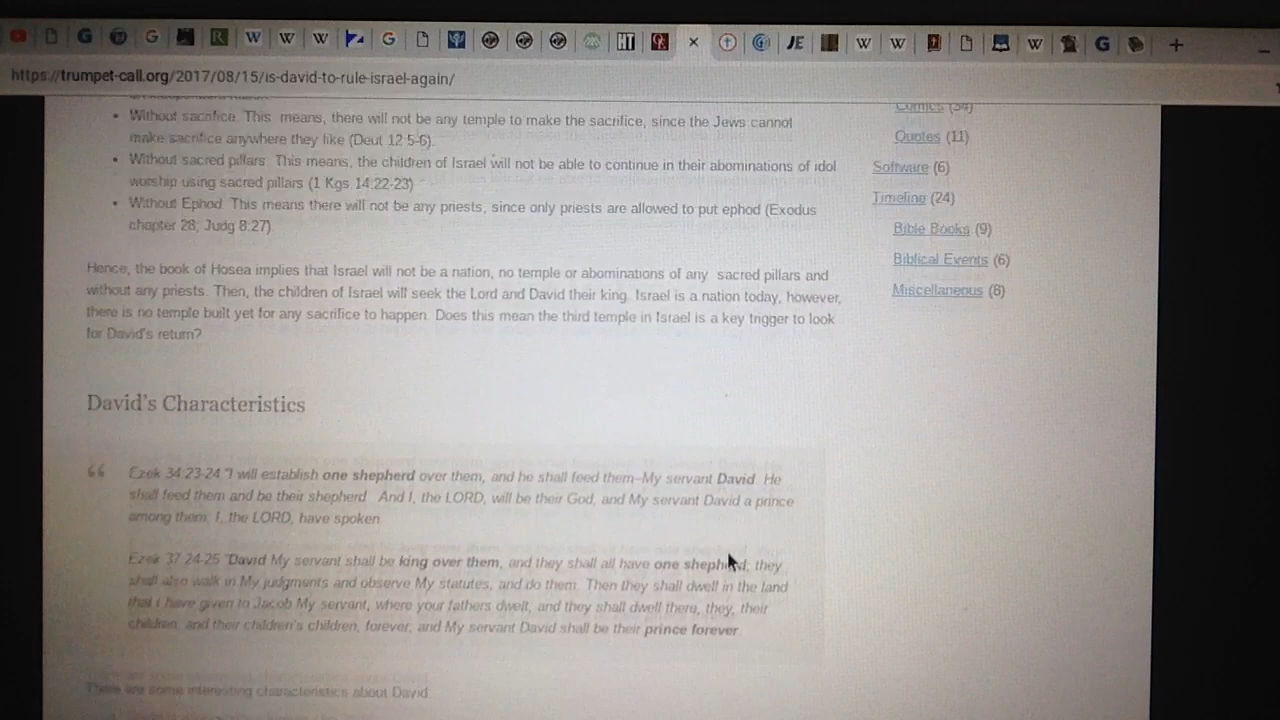 https://trumpet-call.org/2017/08/15/is-david-to-rule-israel-again/
Without sacrifice. This means, there will not be any temple to make the sacrifice, since the Jews cannot
make sacrifice anywhere they like (Deut 12:5-6).
Without sacred pillars. This means, the children of Israel will not be able to continue in their abominations of idol
worship using sacred pillars (1 Kgs 14:22-23)
Without Ephod. This means there will not be any priests, since only priests are allowed to put ephod (Exodus
chapter 28, Judg 8:27).
Hence, the book of Hosea implies that Israel will not be a nation, no temple or abominations of any sacred pillars and
without any priests. Then, the children of Israel will seek the Lord and David their king. Israel is a nation today, however,
there is no temple built yet for any sacrifice to happen. Does this mean the third temple in Israel is a key trigger to look
for David's return?
David's Characteristics
Ezek 34:23-24 "I will establish one shepherd over them, and he shall feed them–My servant David. He
shall feed them and be their shepherd. And I, the LORD, will be their God, and My servant David a prince
among them; I, the LORD, have spoken.
Ezek 37:24-25 "David My servant shall be king over them, and they shall all have one shepherd; they
shall also walk in My judgments and observe My statutes, and do them. Then they shall dwell in the land
that I have given to Jacob My servant, where your fathers dwelt; and they shall dwell there, they, their
children, and their children's children, forever; and My servant David shall be their prince forever.
There are some interesting characteristics about David.
Comics (34)
Quotes (11)
Software (6)
Timeling (24)
Bible Books (9)
Biblical Events (6)
Miscellaneous (8)